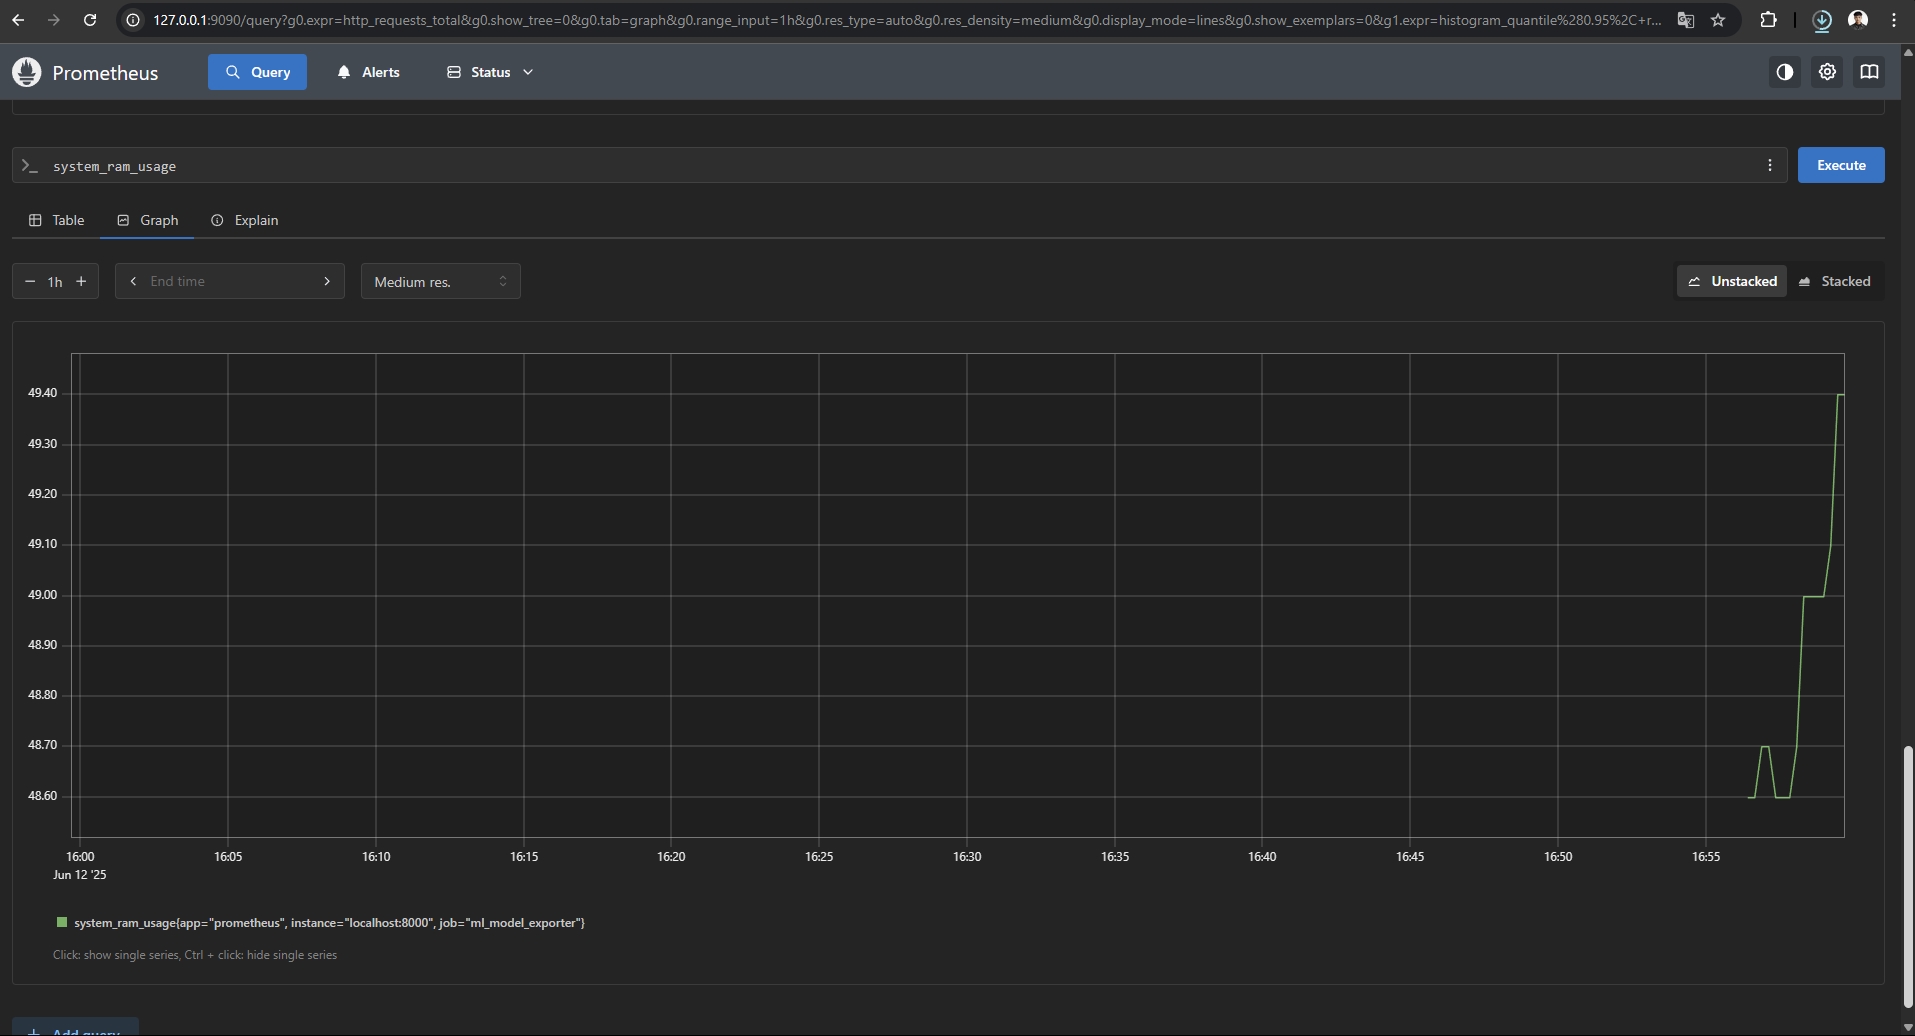 127.0.0.1:9090/query?g0.expr=http_requests_total&g0.show_tree=0&g0.tab=graph&g0.range_input=1h&g0.res_type=auto&g0.res_density=medium&g0.display_mode=lines&g0.show_exemplars=0&g1.expr=histogram_quantile%280.95%2C+r...
Prometheus Query Alerts Status
>_ system_ram_usage Execute
Table Graph Explain
− 1h + < End time > Medium res. Unstacked Stacked
49.40
49.30
49.20
49.10
49.00
48.90
48.80
48.70
48.60
16:00 16:05 16:10 16:15 16:20 16:25 16:30 16:35 16:40 16:45 16:50 16:55
Jun 12 '25
system_ram_usage{app="prometheus", instance="localhost:8000", job="ml_model_exporter"}
Click: show single series, Ctrl + click: hide single series
+ Add query